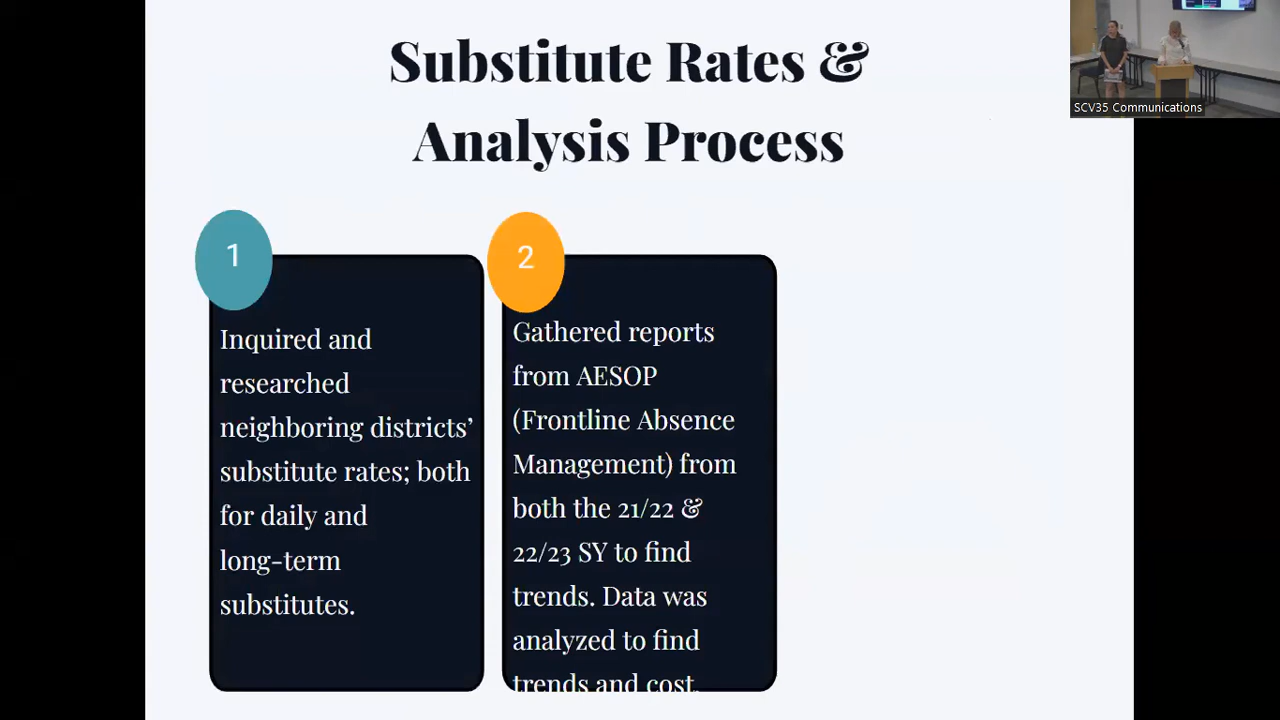 Substitute Rates &
Analysis Process
SCV35 Communications
1
Inquired and
researched
neighboring districts’
substitute rates; both
for daily and
long-term
substitutes.
2
Gathered reports
from AESOP
(Frontline Absence
Management) from
both the 21/22 &
22/23 SY to find
trends. Data was
analyzed to find
trends and cost.